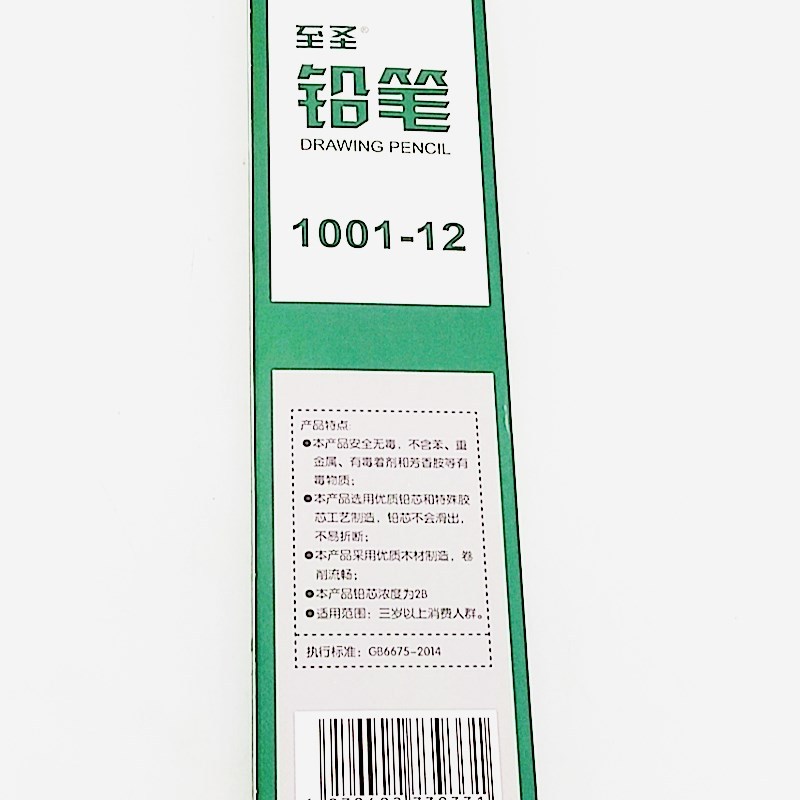 至圣®
铅笔
DRAWING PENCIL
1001-12
产品特点:
●本产品安全无毒，不含苯、重
金属、有毒着剂和芳香胺等有
毒物质；
●本产品选用优质铅芯和特殊胶
芯工艺制造，铅芯不会滑出，
不易折断；
●本产品采用优质木材制造，卷
削流畅；
●本产品铅芯浓度为2B
●适用范围：三岁以上消费人群。
执行标准：GB6675-2014